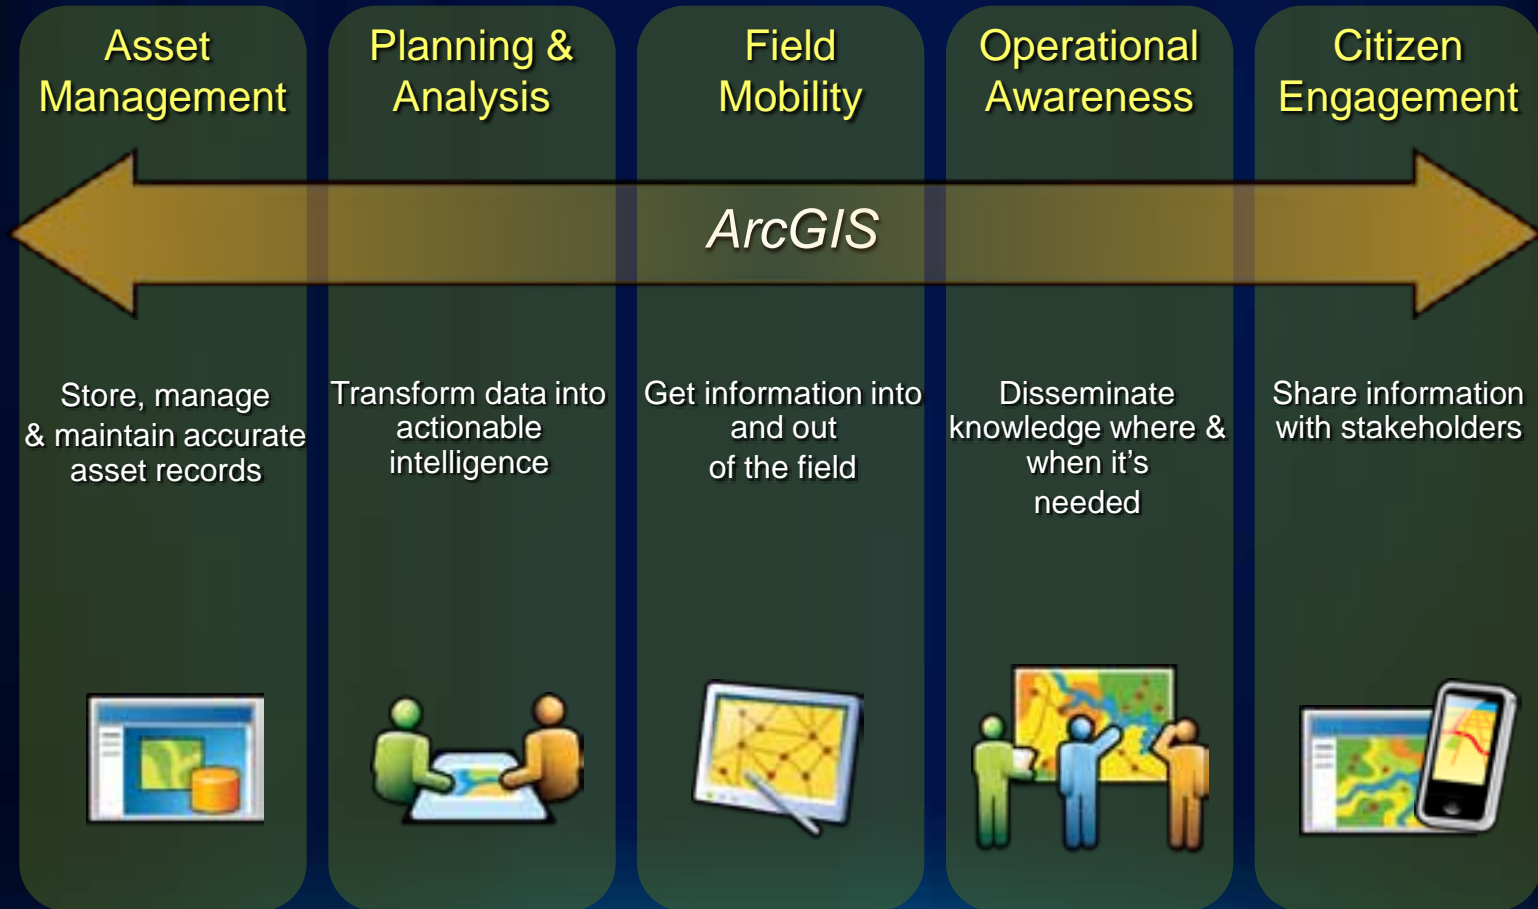 Asset
Management
Planning &
Analysis
Field
Mobility
Operational
Awareness
Citizen
Engagement
ArcGIS
Store, manage
& maintain accurate
asset records
Transform data into
actionable
intelligence
Get information into
and out
of the field
Disseminate
knowledge where &
when it's
needed
Share information
with stakeholders